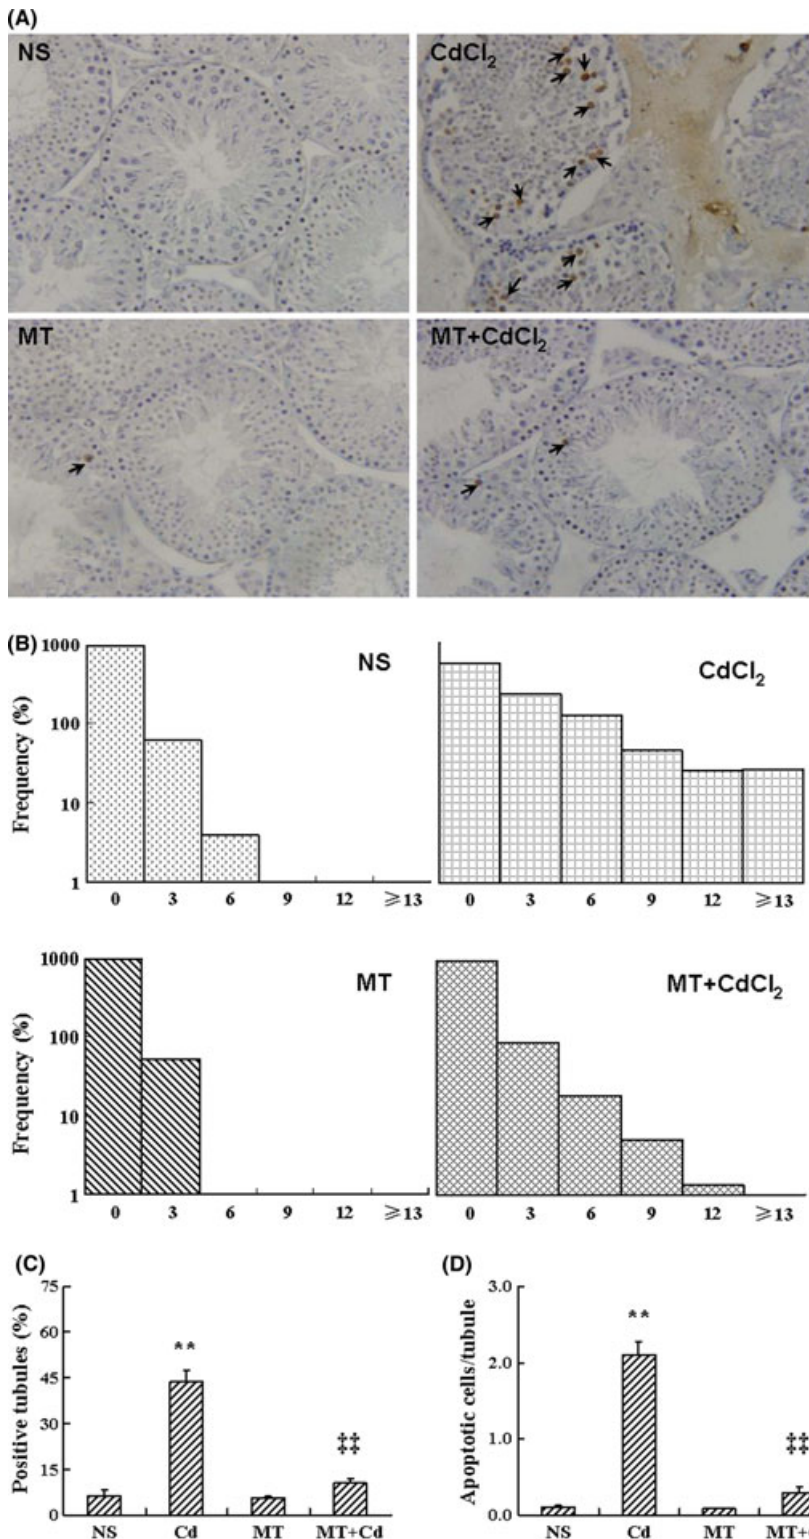 (A)
NS
CdCl₂
MT
MT+CdCl₂
(B)
1000
100
10
1
Frequency (%)
NS
0 3 6 9 12 ⩾13
CdCl₂
0 3 6 9 12 ⩾13
1000
100
10
1
Frequency (%)
MT
0 3 6 9 12 ⩾13
MT+CdCl₂
0 3 6 9 12 ⩾13
(C)
75
60
45
30
15
0
Positive tubules (%)
**
‡‡
NS Cd MT MT+Cd
(D)
3.0
2.0
1.0
0.0
Apoptotic cells/tubule
**
‡‡
NS Cd MT MT+